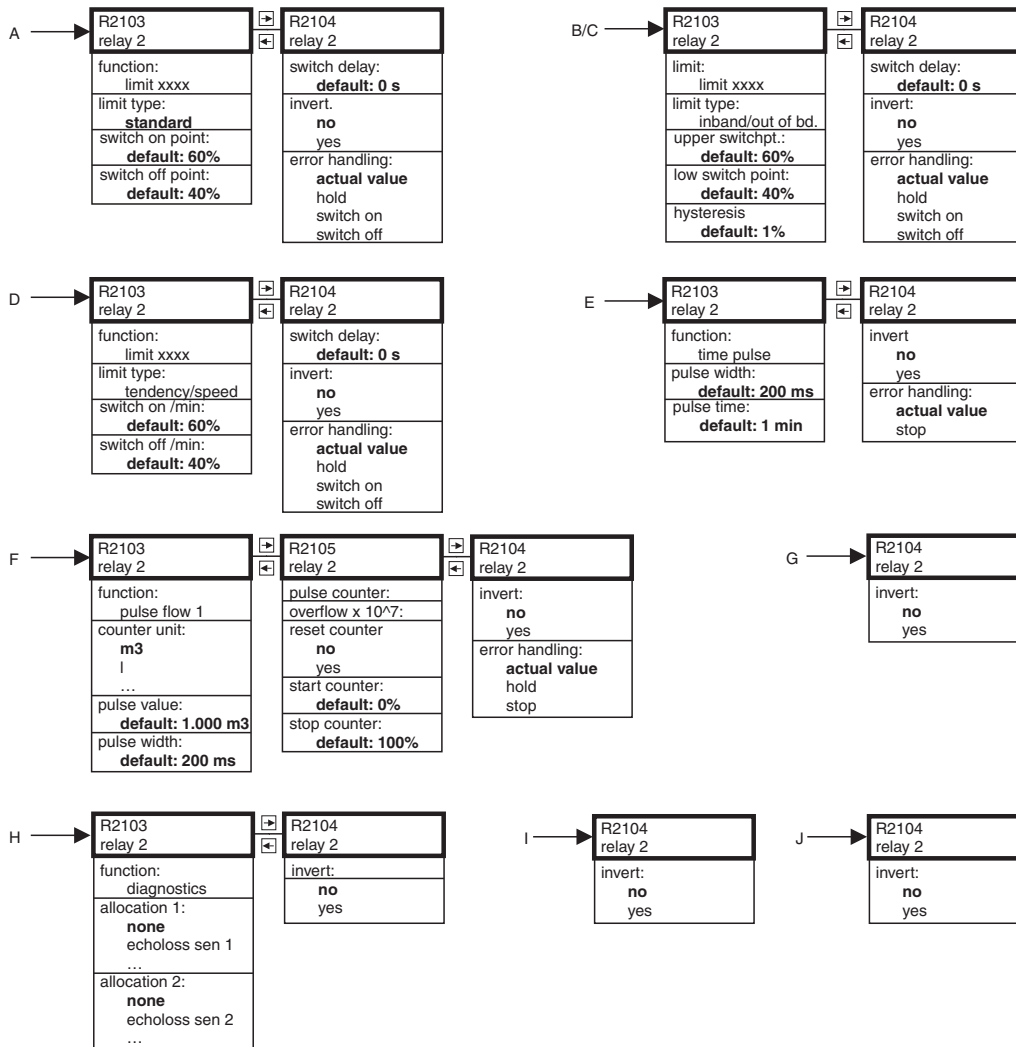 A
R2103
relay 2
function:
limit xxxx
limit type:
standard
switch on point:
default: 60%
switch off point:
default: 40%
R2104
relay 2
switch delay:
default: 0 s
invert.
no
yes
error handling:
actual value
hold
switch on
switch off
B/C
R2103
relay 2
limit:
limit xxxx
limit type:
inband/out of bd.
upper switchpt.:
default: 60%
low switch point:
default: 40%
hysteresis
default: 1%
R2104
relay 2
switch delay:
default: 0 s
invert:
no
yes
error handling:
actual value
hold
switch on
switch off
D
R2103
relay 2
function:
limit xxxx
limit type:
tendency/speed
switch on /min:
default: 60%
switch off /min:
default: 40%
R2104
relay 2
switch delay:
default: 0 s
invert:
no
yes
error handling:
actual value
hold
switch on
switch off
E
R2103
relay 2
function:
time pulse
pulse width:
default: 200 ms
pulse time:
default: 1 min
R2104
relay 2
invert
no
yes
error handling:
actual value
stop
F
R2103
relay 2
function:
pulse flow 1
counter unit:
m3
l
...
pulse value:
default: 1.000 m3
pulse width:
default: 200 ms
R2105
relay 2
pulse counter:
overflow x 10^7:
reset counter
no
yes
start counter:
default: 0%
stop counter:
default: 100%
R2104
relay 2
invert:
no
yes
error handling:
actual value
hold
stop
G
R2104
relay 2
invert:
no
yes
H
R2103
relay 2
function:
diagnostics
allocation 1:
none
echoloss sen 1
...
allocation 2:
none
echoloss sen 2
...
R2104
relay 2
invert:
no
yes
I
R2104
relay 2
invert:
no
yes
J
R2104
relay 2
invert:
no
yes